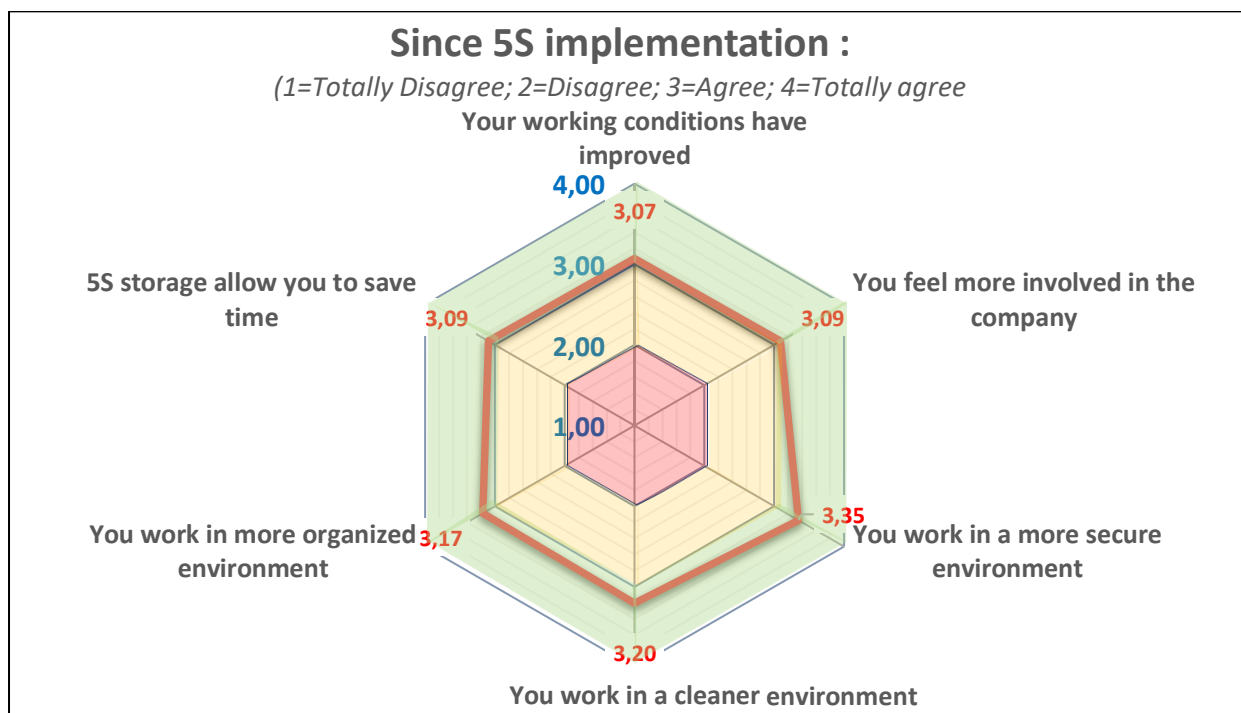 Since 5S implementation :
(1=Totally Disagree; 2=Disagree; 3=Agree; 4=Totally agree
Your working conditions have
improved
4,00
3,07
3,00
5S storage allow you to save
time
3,09
You feel more involved in the
company
3,09
2,00
1,00
You work in more organized
environment
3,17
3,35
You work in a more secure
environment
3,20
You work in a cleaner environment